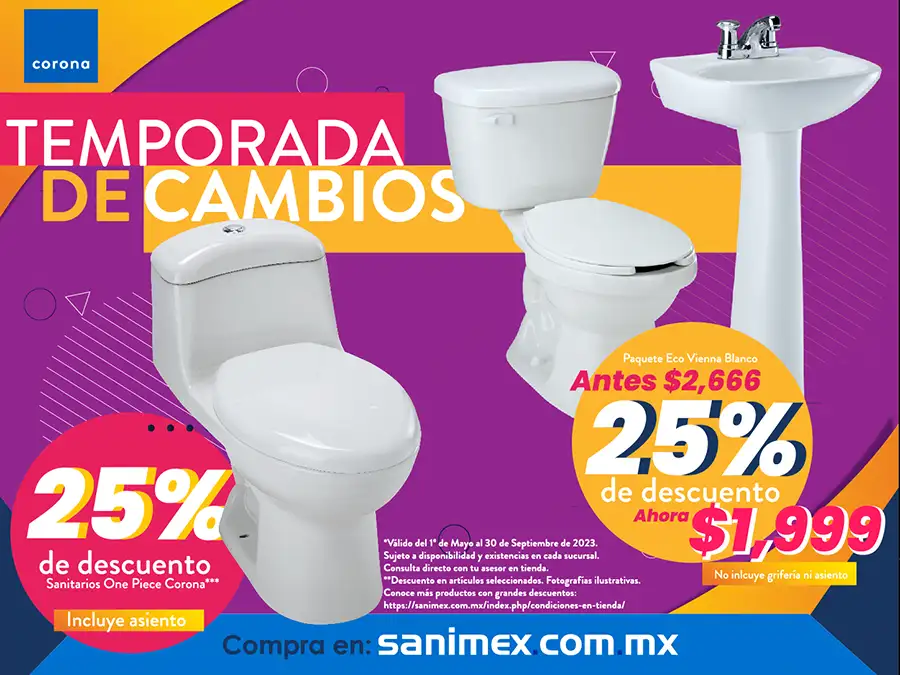 corona
TEMPORADA
DE CAMBIOS
Paquete Eco Vienna Blanco
Antes $2,666
25%
de descuento
Ahora $1,999
No inlcuye grifería ni asiento
25%
de descuento
Sanitarios One Piece Corona***
Incluye asiento
*Válido del 1° de Mayo al 30 de Septiembre de 2023.
Sujeto a disponibilidad y existencias en cada sucursal.
Consulta directo con tu asesor en tienda.
**Descuento en artículos seleccionados. Fotografías ilustrativas.
Conoce más productos con grandes descuentos:
https://sanimex.com.mx/index.php/condiciones-en-tienda/
Compra en: sanimex.com.mx